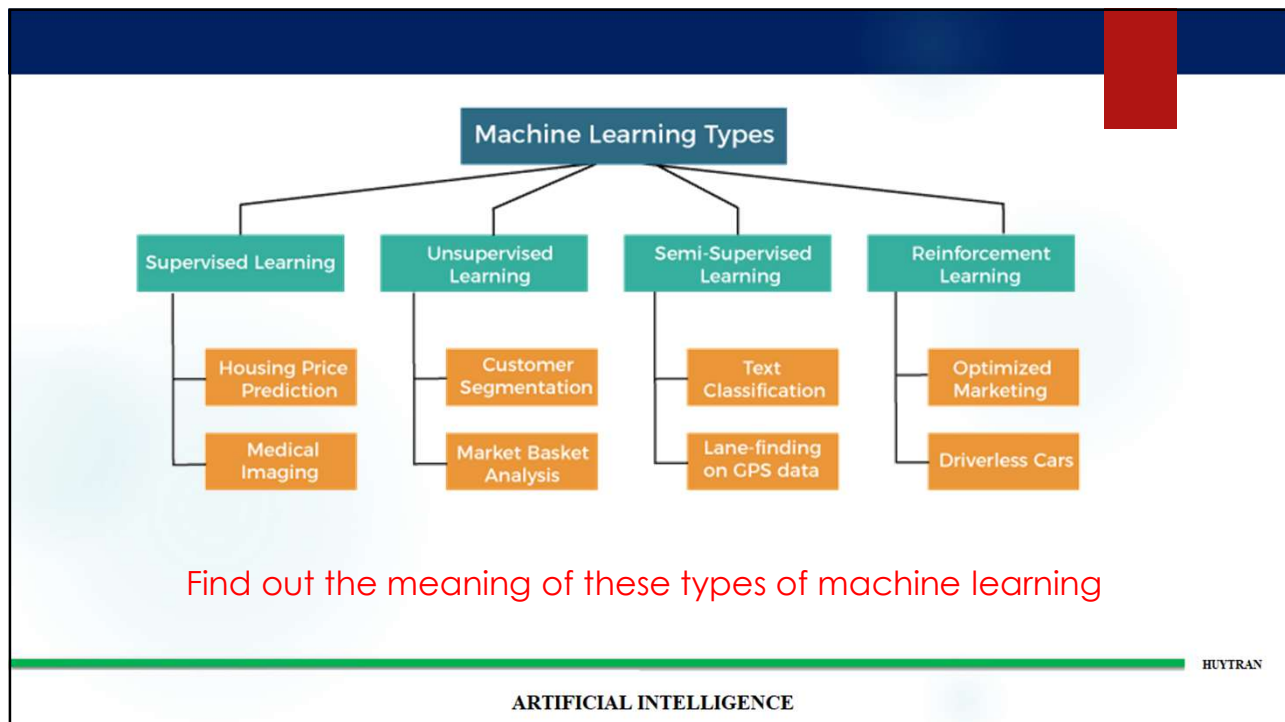 Machine Learning Types
Supervised Learning
Unsupervised
Learning
Semi-Supervised
Learning
Reinforcement
Learning
Housing Price
Prediction
Customer
Segmentation
Text
Classification
Optimized
Marketing
Medical
Imaging
Market Basket
Analysis
Lane-finding
on GPS data
Driverless Cars
Find out the meaning of these types of machine learning
HUYTRAN
ARTIFICIAL INTELLIGENCE